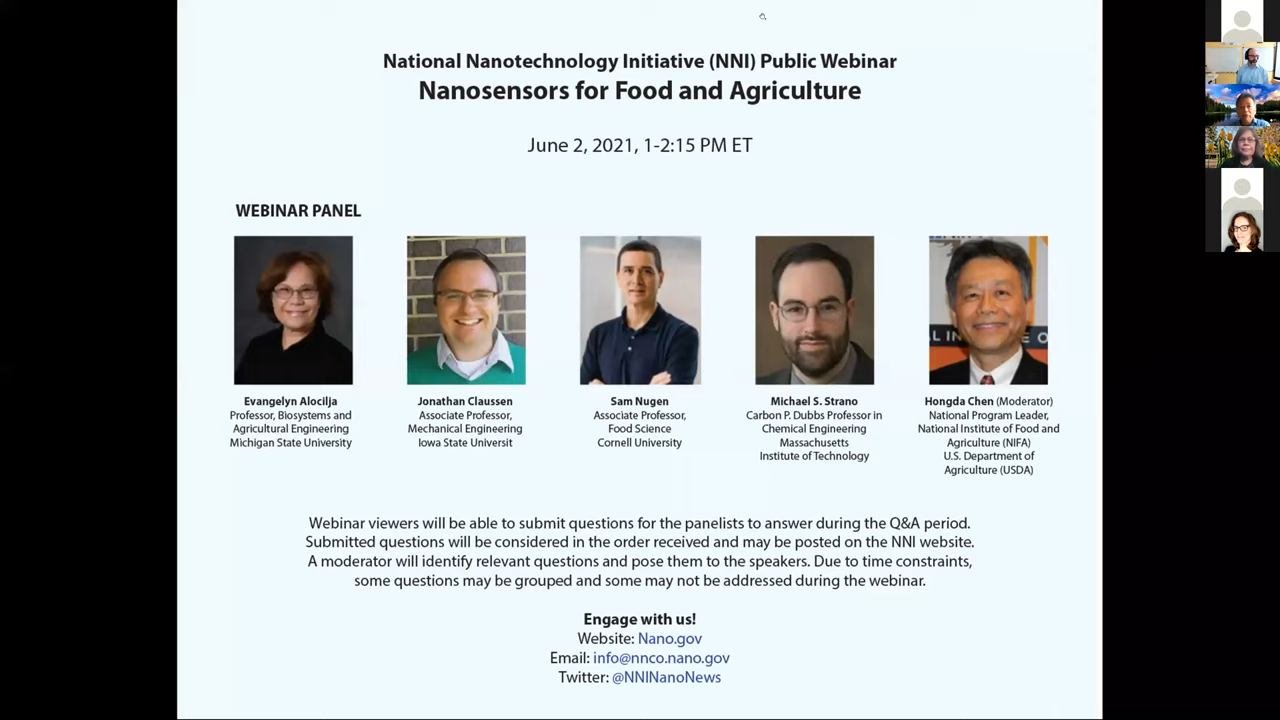 National Nanotechnology Initiative (NNI) Public Webinar
Nanosensors for Food and Agriculture
June 2, 2021, 1-2:15 PM ET
WEBINAR PANEL
Evangelyn Alocilja
Professor, Biosystems and
Agricultural Engineering
Michigan State University
Jonathan Claussen
Associate Professor,
Mechanical Engineering
Iowa State Universit
Sam Nugen
Associate Professor,
Food Science
Cornell University
Michael S. Strano
Carbon P. Dubbs Professor in
Chemical Engineering
Massachusetts
Institute of Technology
Hongda Chen (Moderator)
National Program Leader,
National Institute of Food and
Agriculture (NIFA)
U.S. Department of
Agriculture (USDA)
Webinar viewers will be able to submit questions for the panelists to answer during the Q&A period.
Submitted questions will be considered in the order received and may be posted on the NNI website.
A moderator will identify relevant questions and pose them to the speakers. Due to time constraints,
some questions may be grouped and some may not be addressed during the webinar.
Engage with us!
Website: Nano.gov
Email: info@nnco.nano.gov
Twitter: @NNINanoNews